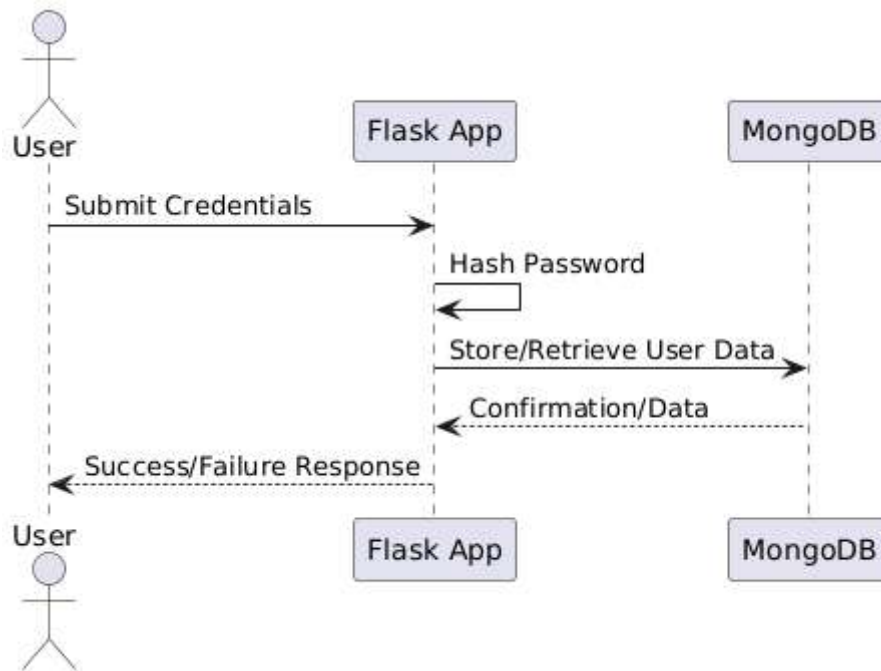 User
Flask App
MongoDB
Submit Credentials
Hash Password
Store/Retrieve User Data
Confirmation/Data
Success/Failure Response
User
Flask App
MongoDB